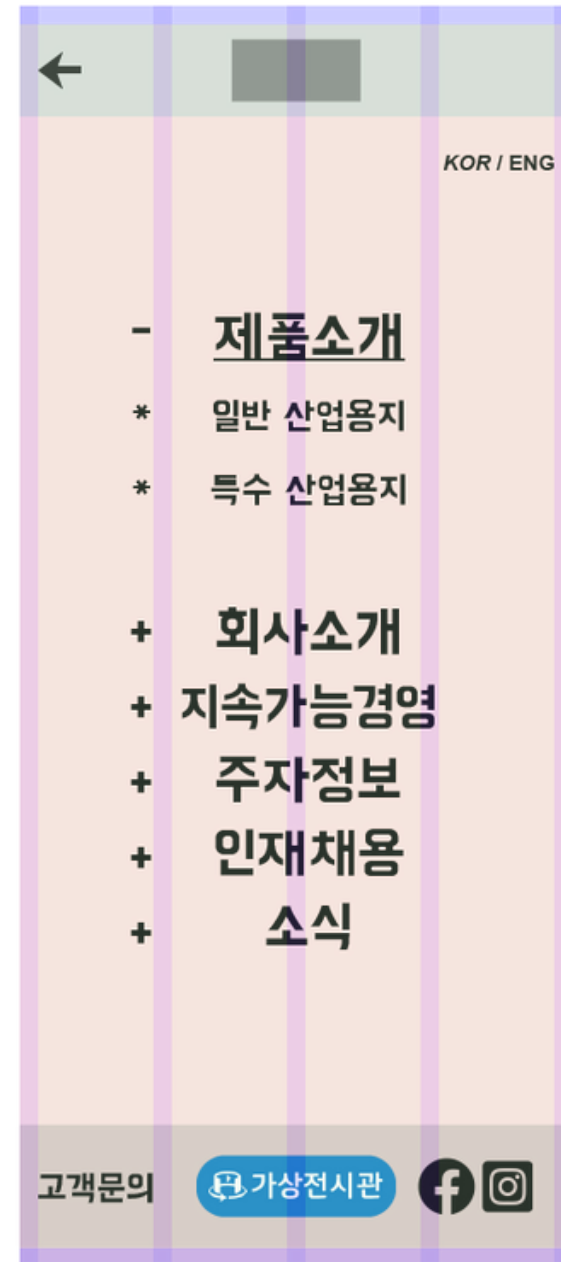 KOR / ENG
- 제품소개
* 일반 산업용지
* 특수 산업용지
+ 회사소개
+ 지속가능경영
+ 주자정보
+ 인재채용
+ 소식
고객문의 가상전시관